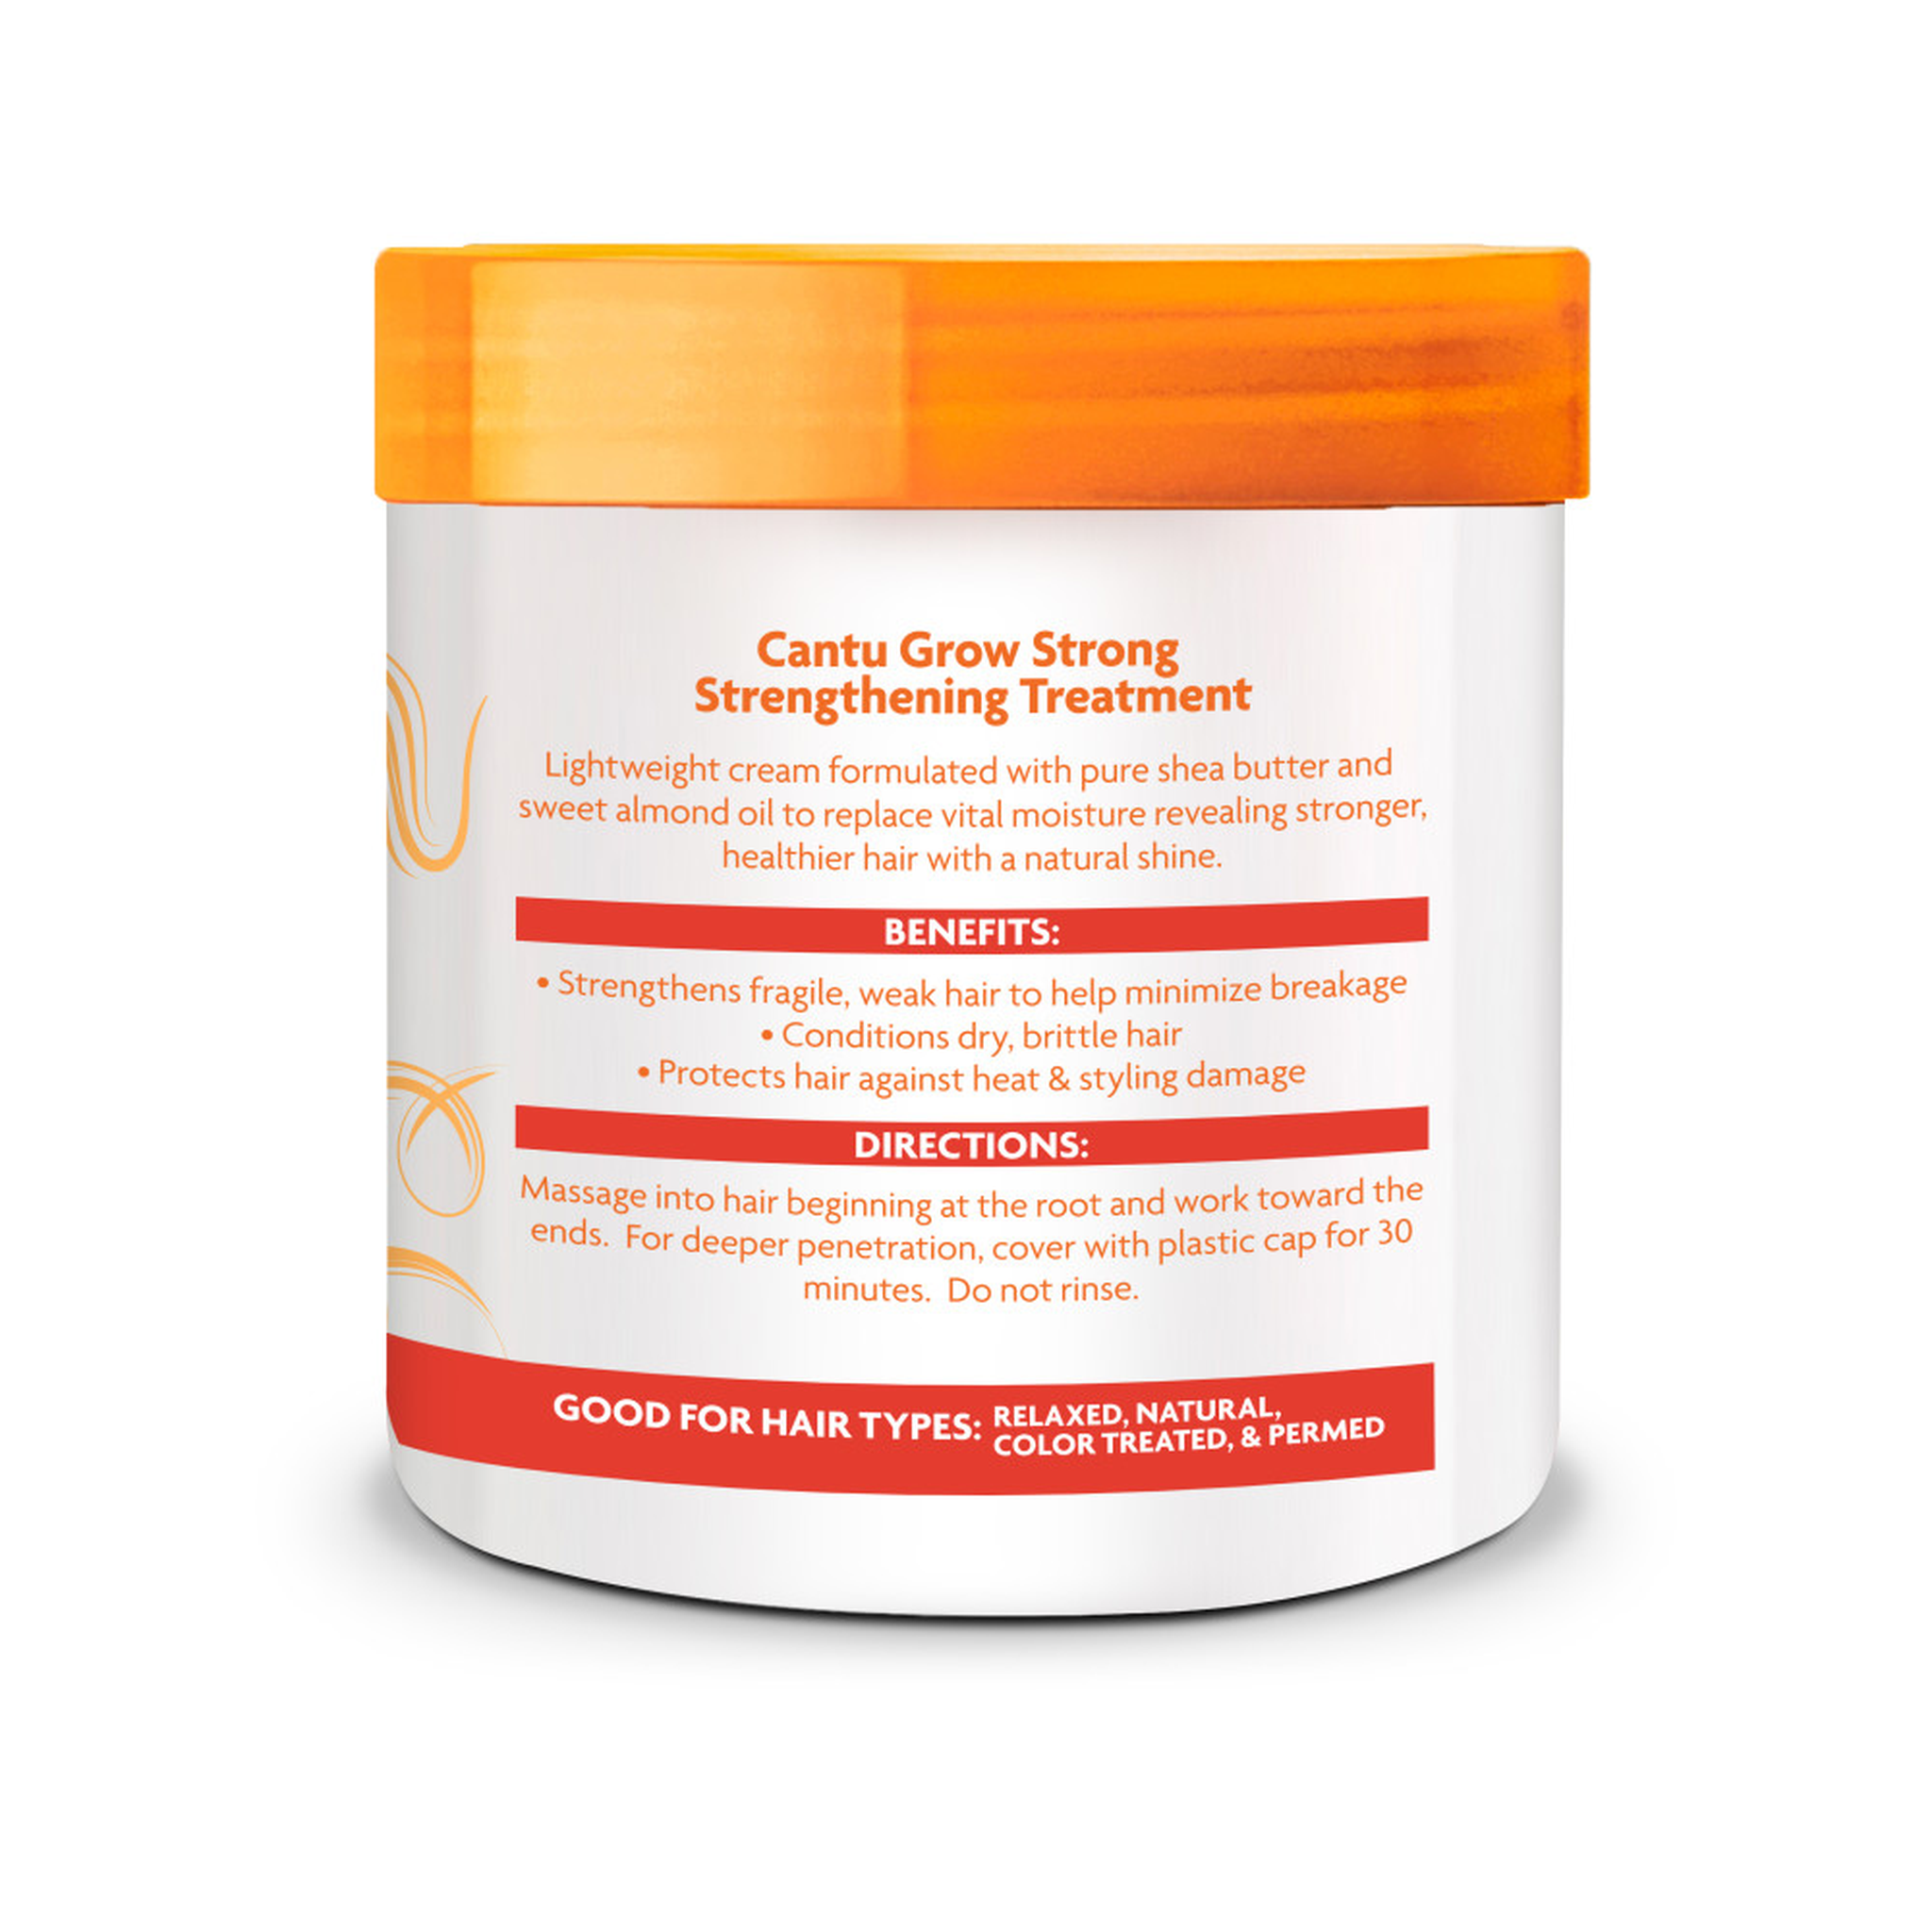 Cantu Grow Strong
Strengthening Treatment
Lightweight cream formulated with pure shea butter and
sweet almond oil to replace vital moisture revealing stronger,
healthier hair with a natural shine.
BENEFITS:
• Strengthens fragile, weak hair to help minimize breakage
• Conditions dry, brittle hair
• Protects hair against heat & styling damage
DIRECTIONS:
Massage into hair beginning at the root and work toward the
ends.  For deeper penetration, cover with plastic cap for 30
minutes.  Do not rinse.
GOOD FOR HAIR TYPES: RELAXED, NATURAL,
COLOR TREATED, & PERMED